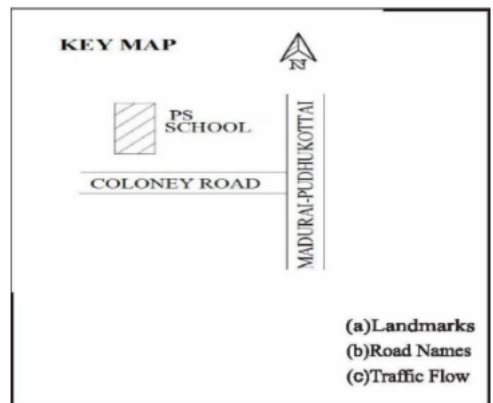 KEY MAP
N
PS
SCHOOL
COLONEY ROAD
MADURAI-PUDHUKOTTAI
(a)Landmarks
(b)Road Names
(c)Traffic Flow